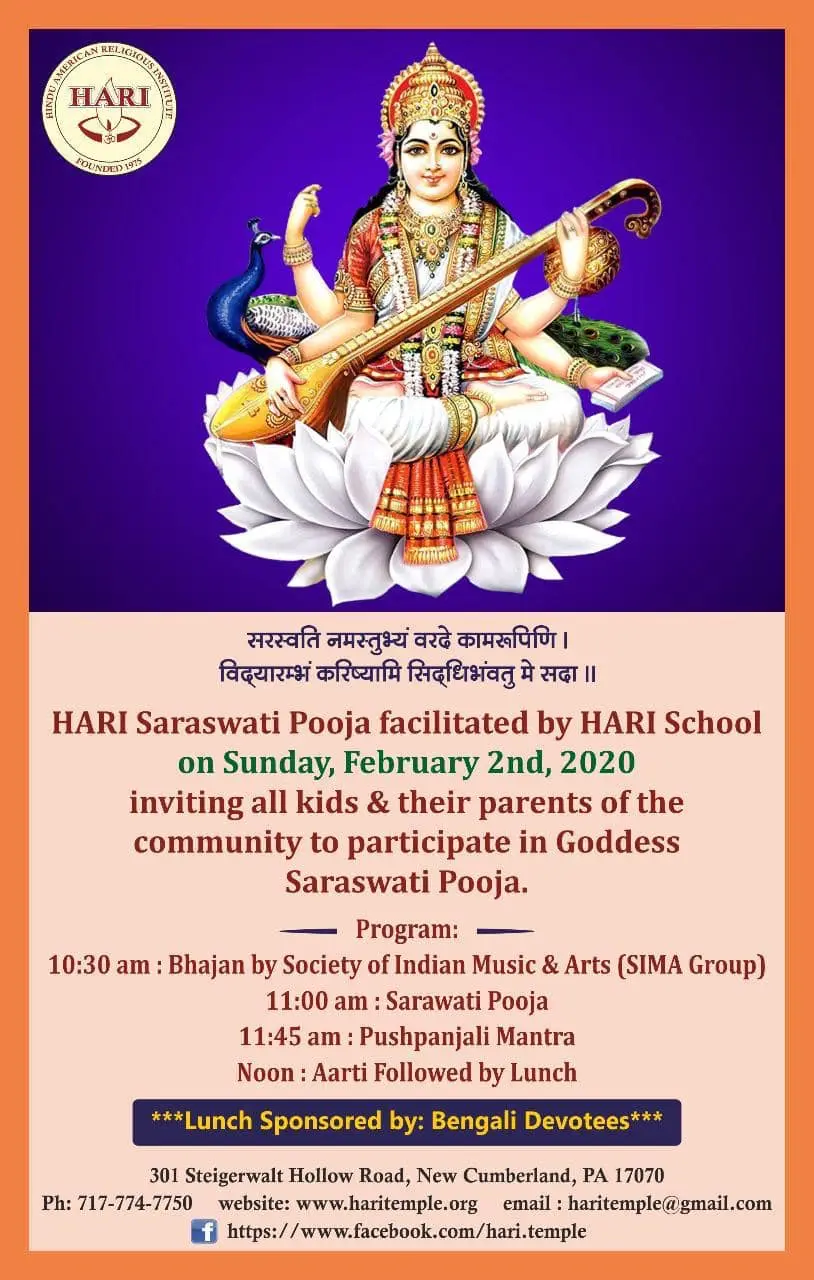 HINDU AMERICAN RELIGIOUS INSTITUTE
HARI
FOUNDED 1975
सरस्वति नमस्तुभ्यं वरदे कामरूपिणि ।
विद्‌यारम्भं करिष्यामि सिद्‌धिभंवतु मे सदा ॥
HARI Saraswati Pooja facilitated by HARI School
on Sunday, February 2nd, 2020
inviting all kids & their parents of the
community to participate in Goddess
Saraswati Pooja.
Program:
10:30 am : Bhajan by Society of Indian Music & Arts (SIMA Group)
11:00 am : Sarawati Pooja
11:45 am : Pushpanjali Mantra
Noon : Aarti Followed by Lunch
***Lunch Sponsored by: Bengali Devotees***
301 Steigerwalt Hollow Road, New Cumberland, PA 17070
Ph: 717-774-7750 website: www.haritemple.org email : haritemple@gmail.com
https://www.facebook.com/hari.temple